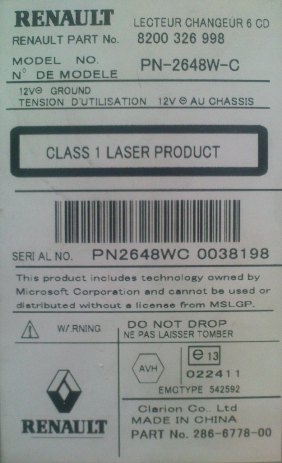 RENAULT LECTEUR CHANGEUR 6 CD
RENAULT PART No. 8200 326 998
MODEL NO. PN-2648W-C
N° DE MODELE
12V⊖ GROUND
TENSION D'UTILISATION 12V⊖ AU CHASSIS
CLASS 1 LASER PRODUCT
SERIAL NO. PN2648WC 0038198
This product includes technology owned by
Microsoft Corporation and cannot be used or
distributed without a license from MSLGP.
WARNING DO NOT DROP
NE PAS LAISSER TOMBER
AVH
e13
022411
EMCTYPE 542592
RENAULT
Clarion Co., Ltd
MADE IN CHINA
PART No. 286-6778-00